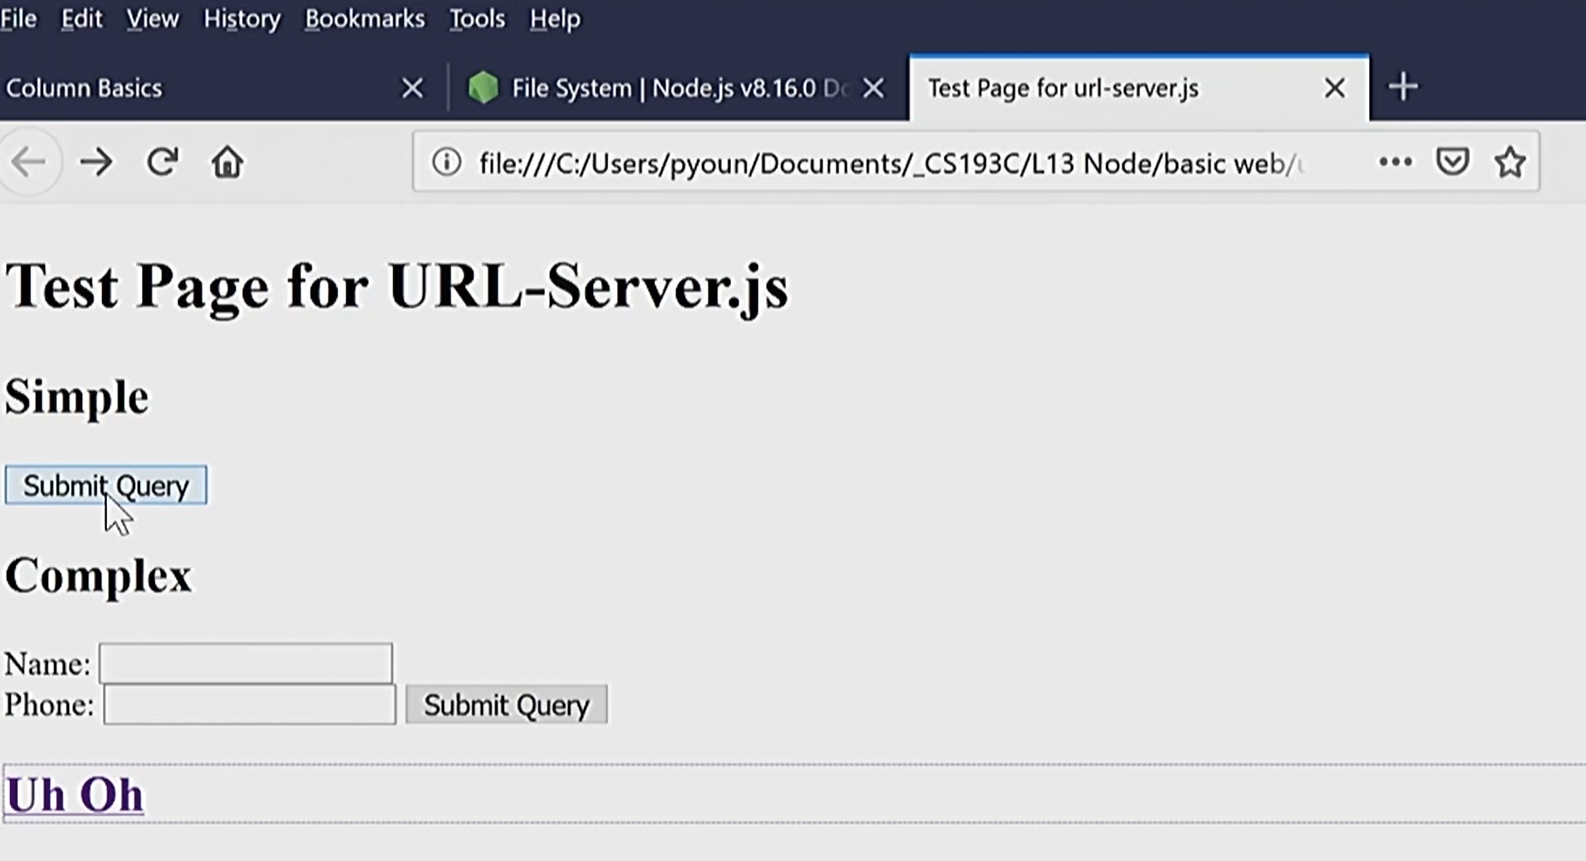 File Edit View History Bookmarks Tools Help
Column Basics File System | Node.js v8.16.0 Test Page for url-server.js
file:///C:/Users/pyoun/Documents/_CS193C/L13 Node/basic web/
Test Page for URL-Server.js
Simple
Submit Query
Complex
Name:
Phone: Submit Query
Uh Oh